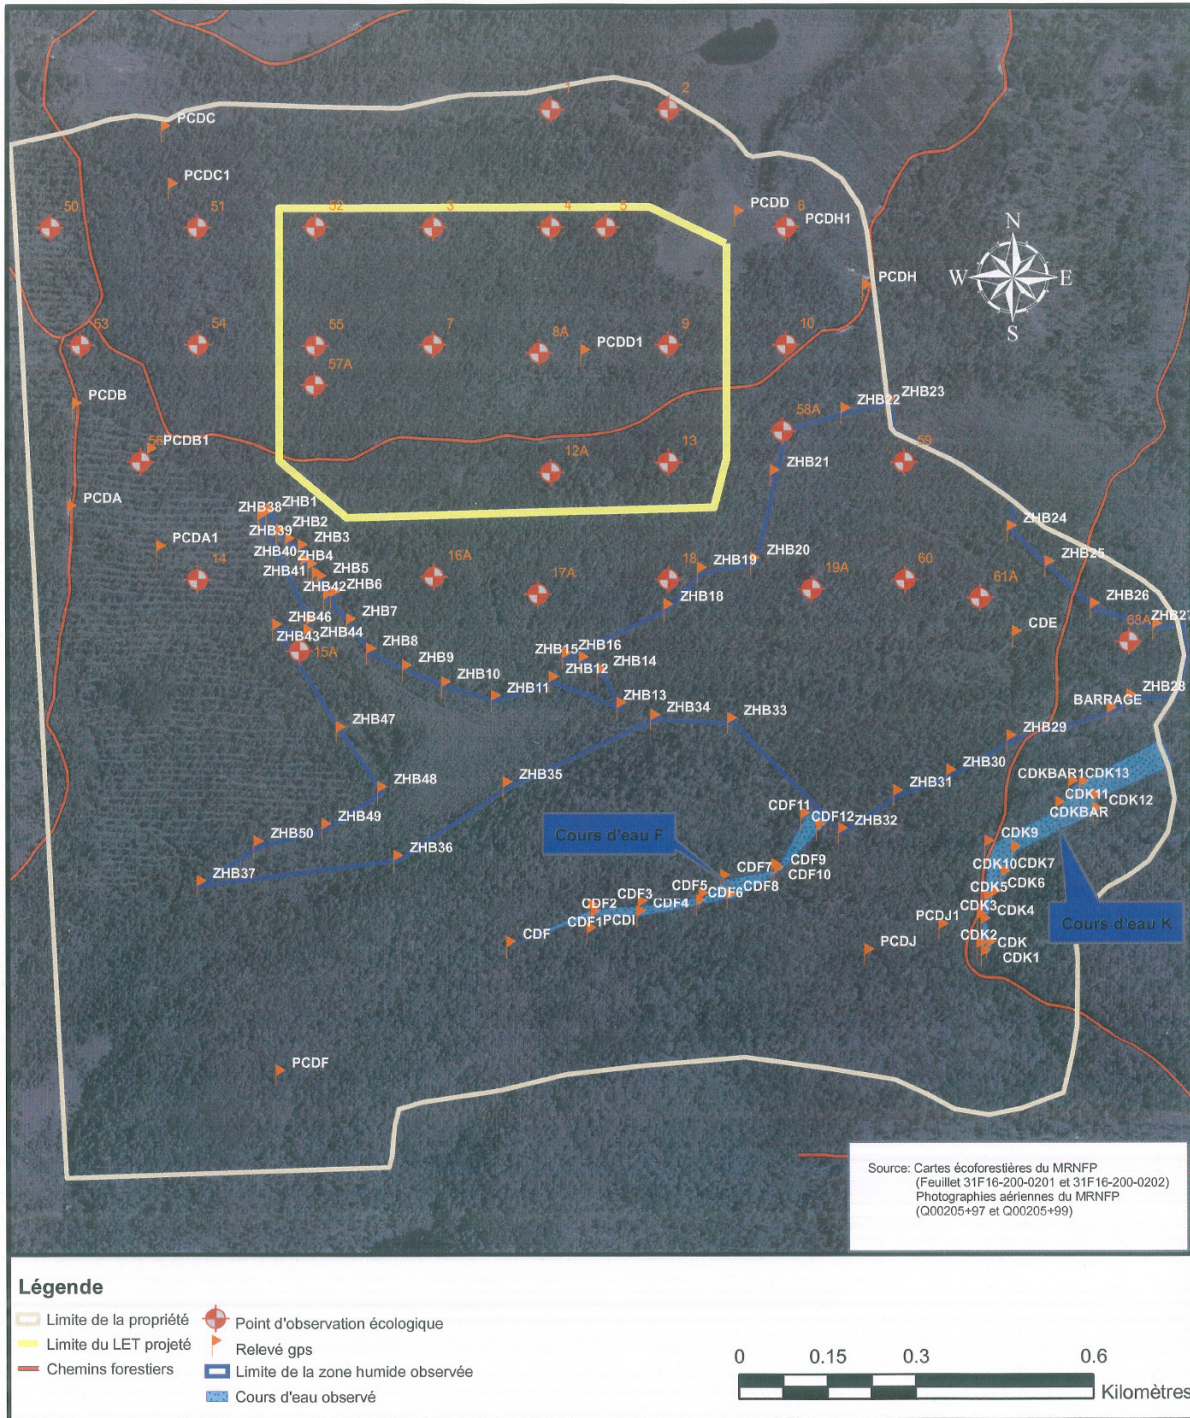 1
2
PCDC
PCDC1
50
51
52
3
4
5
PCDD
6
PCDH1
N
W
E
S
PCDH
53
54
55
7
8A
PCDD1
9
10
57A
PCDB
ZHB22
ZHB23
58A
56
PCDB1
12A
13
59
ZHB21
PCDA
ZHB38
ZHB1
ZHB2
ZHB39
ZHB3
ZHB24
PCDA1
ZHB40
ZHB4
ZHB20
ZHB19
ZHB25
14
ZHB41
ZHB5
16A
17A
18
19A
60
61A
ZHB42
ZHB6
ZHB18
ZHB26
ZHB7
ZHB46
ZHB43
ZHB44
CDE
68A
ZHB27
15A
ZHB8
ZHB15
ZHB16
ZHB9
ZHB14
ZHB10
ZHB12
ZHB11
ZHB13
ZHB28
BARRAGE
ZHB47
ZHB34
ZHB33
ZHB29
ZHB30
ZHB48
ZHB35
ZHB31
CDKBAR1
CDK13
CDK11
CDK12
CDKBAR
ZHB49
CDF11
CDF12
ZHB32
Cours d'eau F
ZHB50
ZHB36
CDK9
ZHB37
CDF7
CDF9
CDF10
CDK10
CDK7
CDF5
CDF6
CDF8
CDK6
CDK5
CDF2
CDF3
CDF4
CDK3
CDK4
CDF1
PCDI
PCDJ1
Cours d'eau K
CDF
PCDJ
CDK2
CDK
CDK1
PCDF
Source: Cartes écoforestières du MRNFP
(Feuillet 31F16-200-0201 et 31F16-200-0202)
Photographies aériennes du MRNFP
(Q00205+97 et Q00205+99)
Légende
Limite de la propriété
Limite du LET projeté
Chemins forestiers
Point d'observation écologique
Relevé gps
Limite de la zone humide observée
Cours d'eau observé
0 0.15 0.3 0.6
Kilomètres